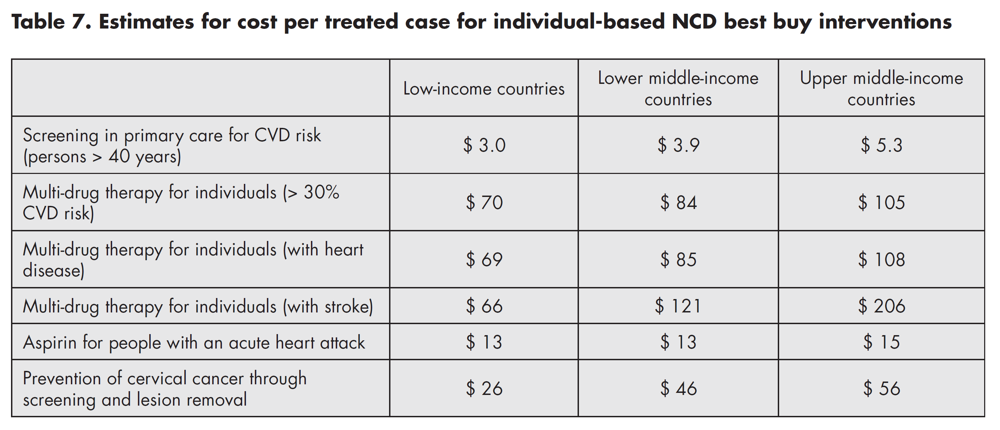 Table 7. Estimates for cost per treated case for individual-based NCD best buy interventions
Low-income countries
Lower middle-income
countries
Upper middle-income
countries
Screening in primary care for CVD risk
(persons > 40 years)
$ 3.0
$ 3.9
$ 5.3
Multi-drug therapy for individuals (> 30%
CVD risk)
$ 70
$ 84
$ 105
Multi-drug therapy for individuals (with heart
disease)
$ 69
$ 85
$ 108
Multi-drug therapy for individuals (with stroke)
$ 66
$ 121
$ 206
Aspirin for people with an acute heart attack
$ 13
$ 13
$ 15
Prevention of cervical cancer through
screening and lesion removal
$ 26
$ 46
$ 56